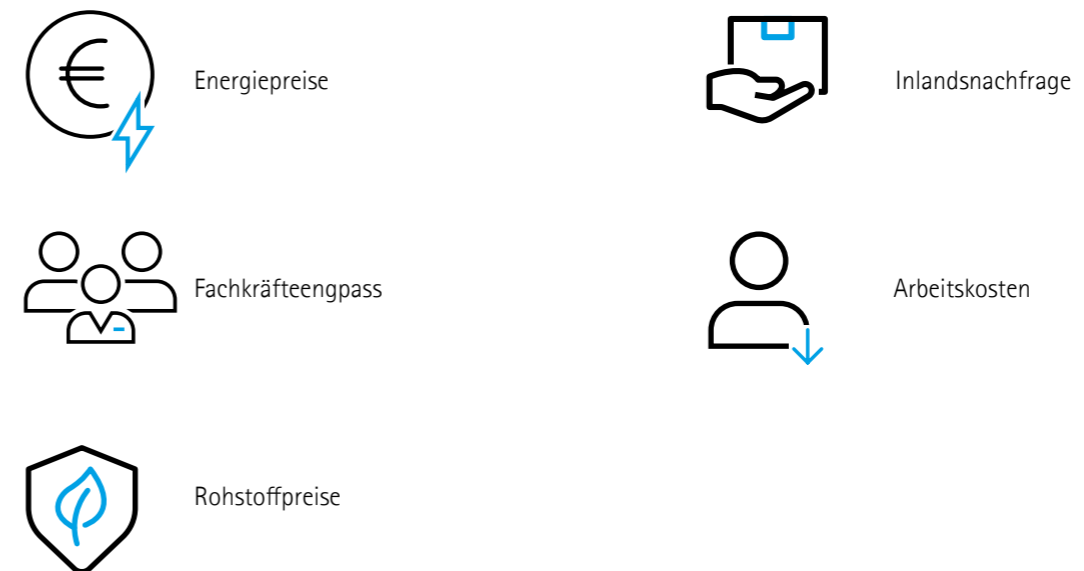 Energiepreise
Inlandsnachfrage
Fachkräfteengpass
Arbeitskosten
Rohstoffpreise